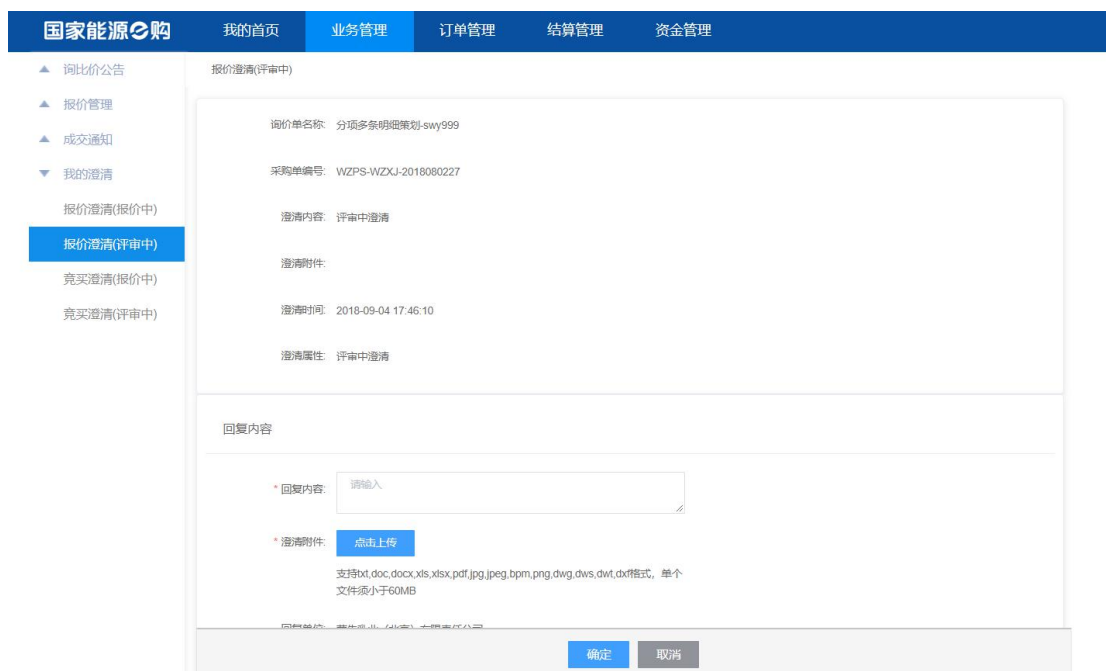 国家能源e购 我的首页 业务管理 订单管理 结算管理 资金管理
询比价公告
报价管理
成交通知
我的澄清
报价澄清(报价中)
报价澄清(评审中)
竞买澄清(报价中)
竞买澄清(评审中)
报价澄清(评审中)
询价单名称: 分项多条明细策划-swy999
采购单编号: WZPS-WZXJ-2018080227
澄清内容: 评审中澄清
澄清附件:
澄清时间: 2018-09-04 17:46:10
澄清属性: 评审中澄清
回复内容
* 回复内容: 请输入
* 澄清附件: 点击上传
支持txt,doc,docx,xls,xlsx,pdf,jpg,jpeg,bpm,png,dwg,dws,dwt,dxf格式，单个
文件须小于60MB
回复单位:
确定 取消